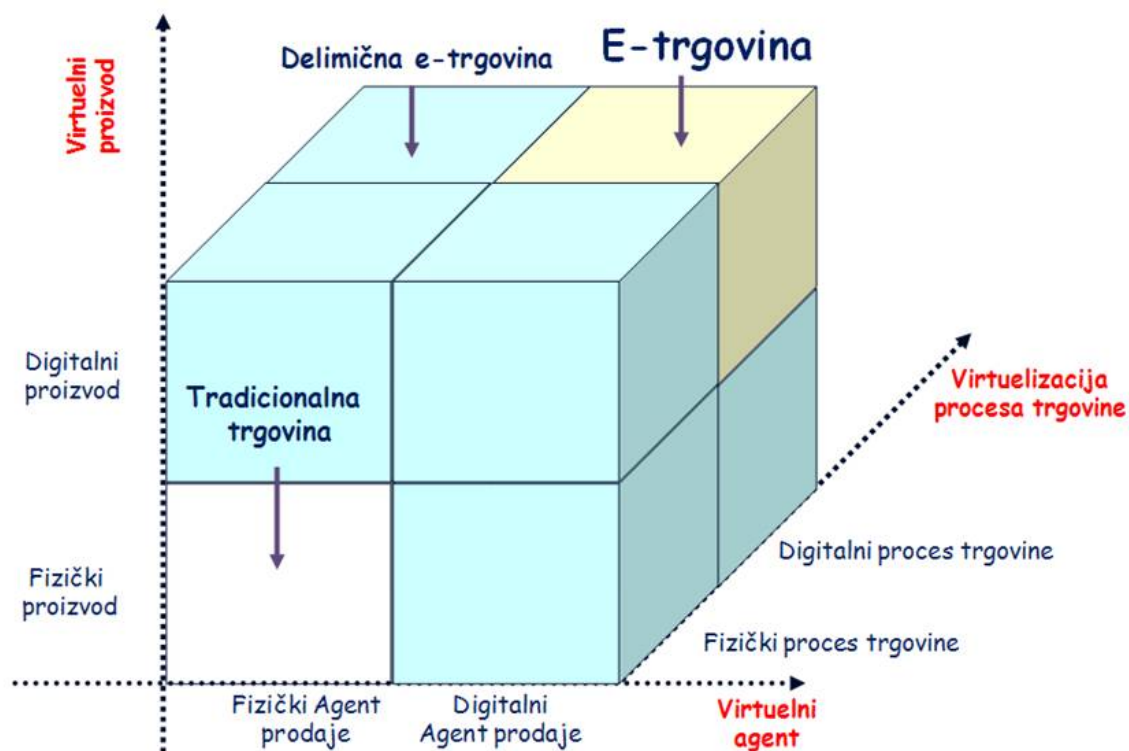 E-trgovina
Delimična e-trgovina
Virtuelni
proizvod
Digitalni
proizvod
Tradicionalna
trgovina
Virtuelizacija
procesa trgovine
Digitalni proces trgovine
Fizički
proizvod
Fizički proces trgovine
Fizički Agent
prodaje
Digitalni
Agent prodaje
Virtuelni
agent